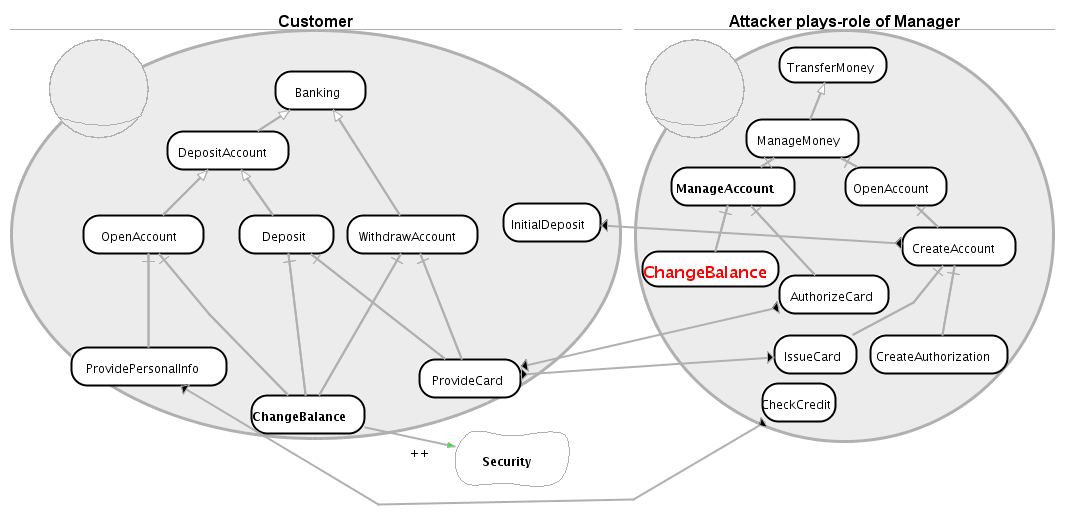 Customer
Attacker plays-role of Manager
TransferMoney
Banking
ManageMoney
DepositAccount
ManageAccount
OpenAccount
OpenAccount
Deposit
WithdrawAccount
InitialDeposit
CreateAccount
ChangeBalance
AuthorizeCard
ProvidePersonalInfo
ProvideCard
IssueCard
CreateAuthorization
ChangeBalance
CheckCredit
++
Security